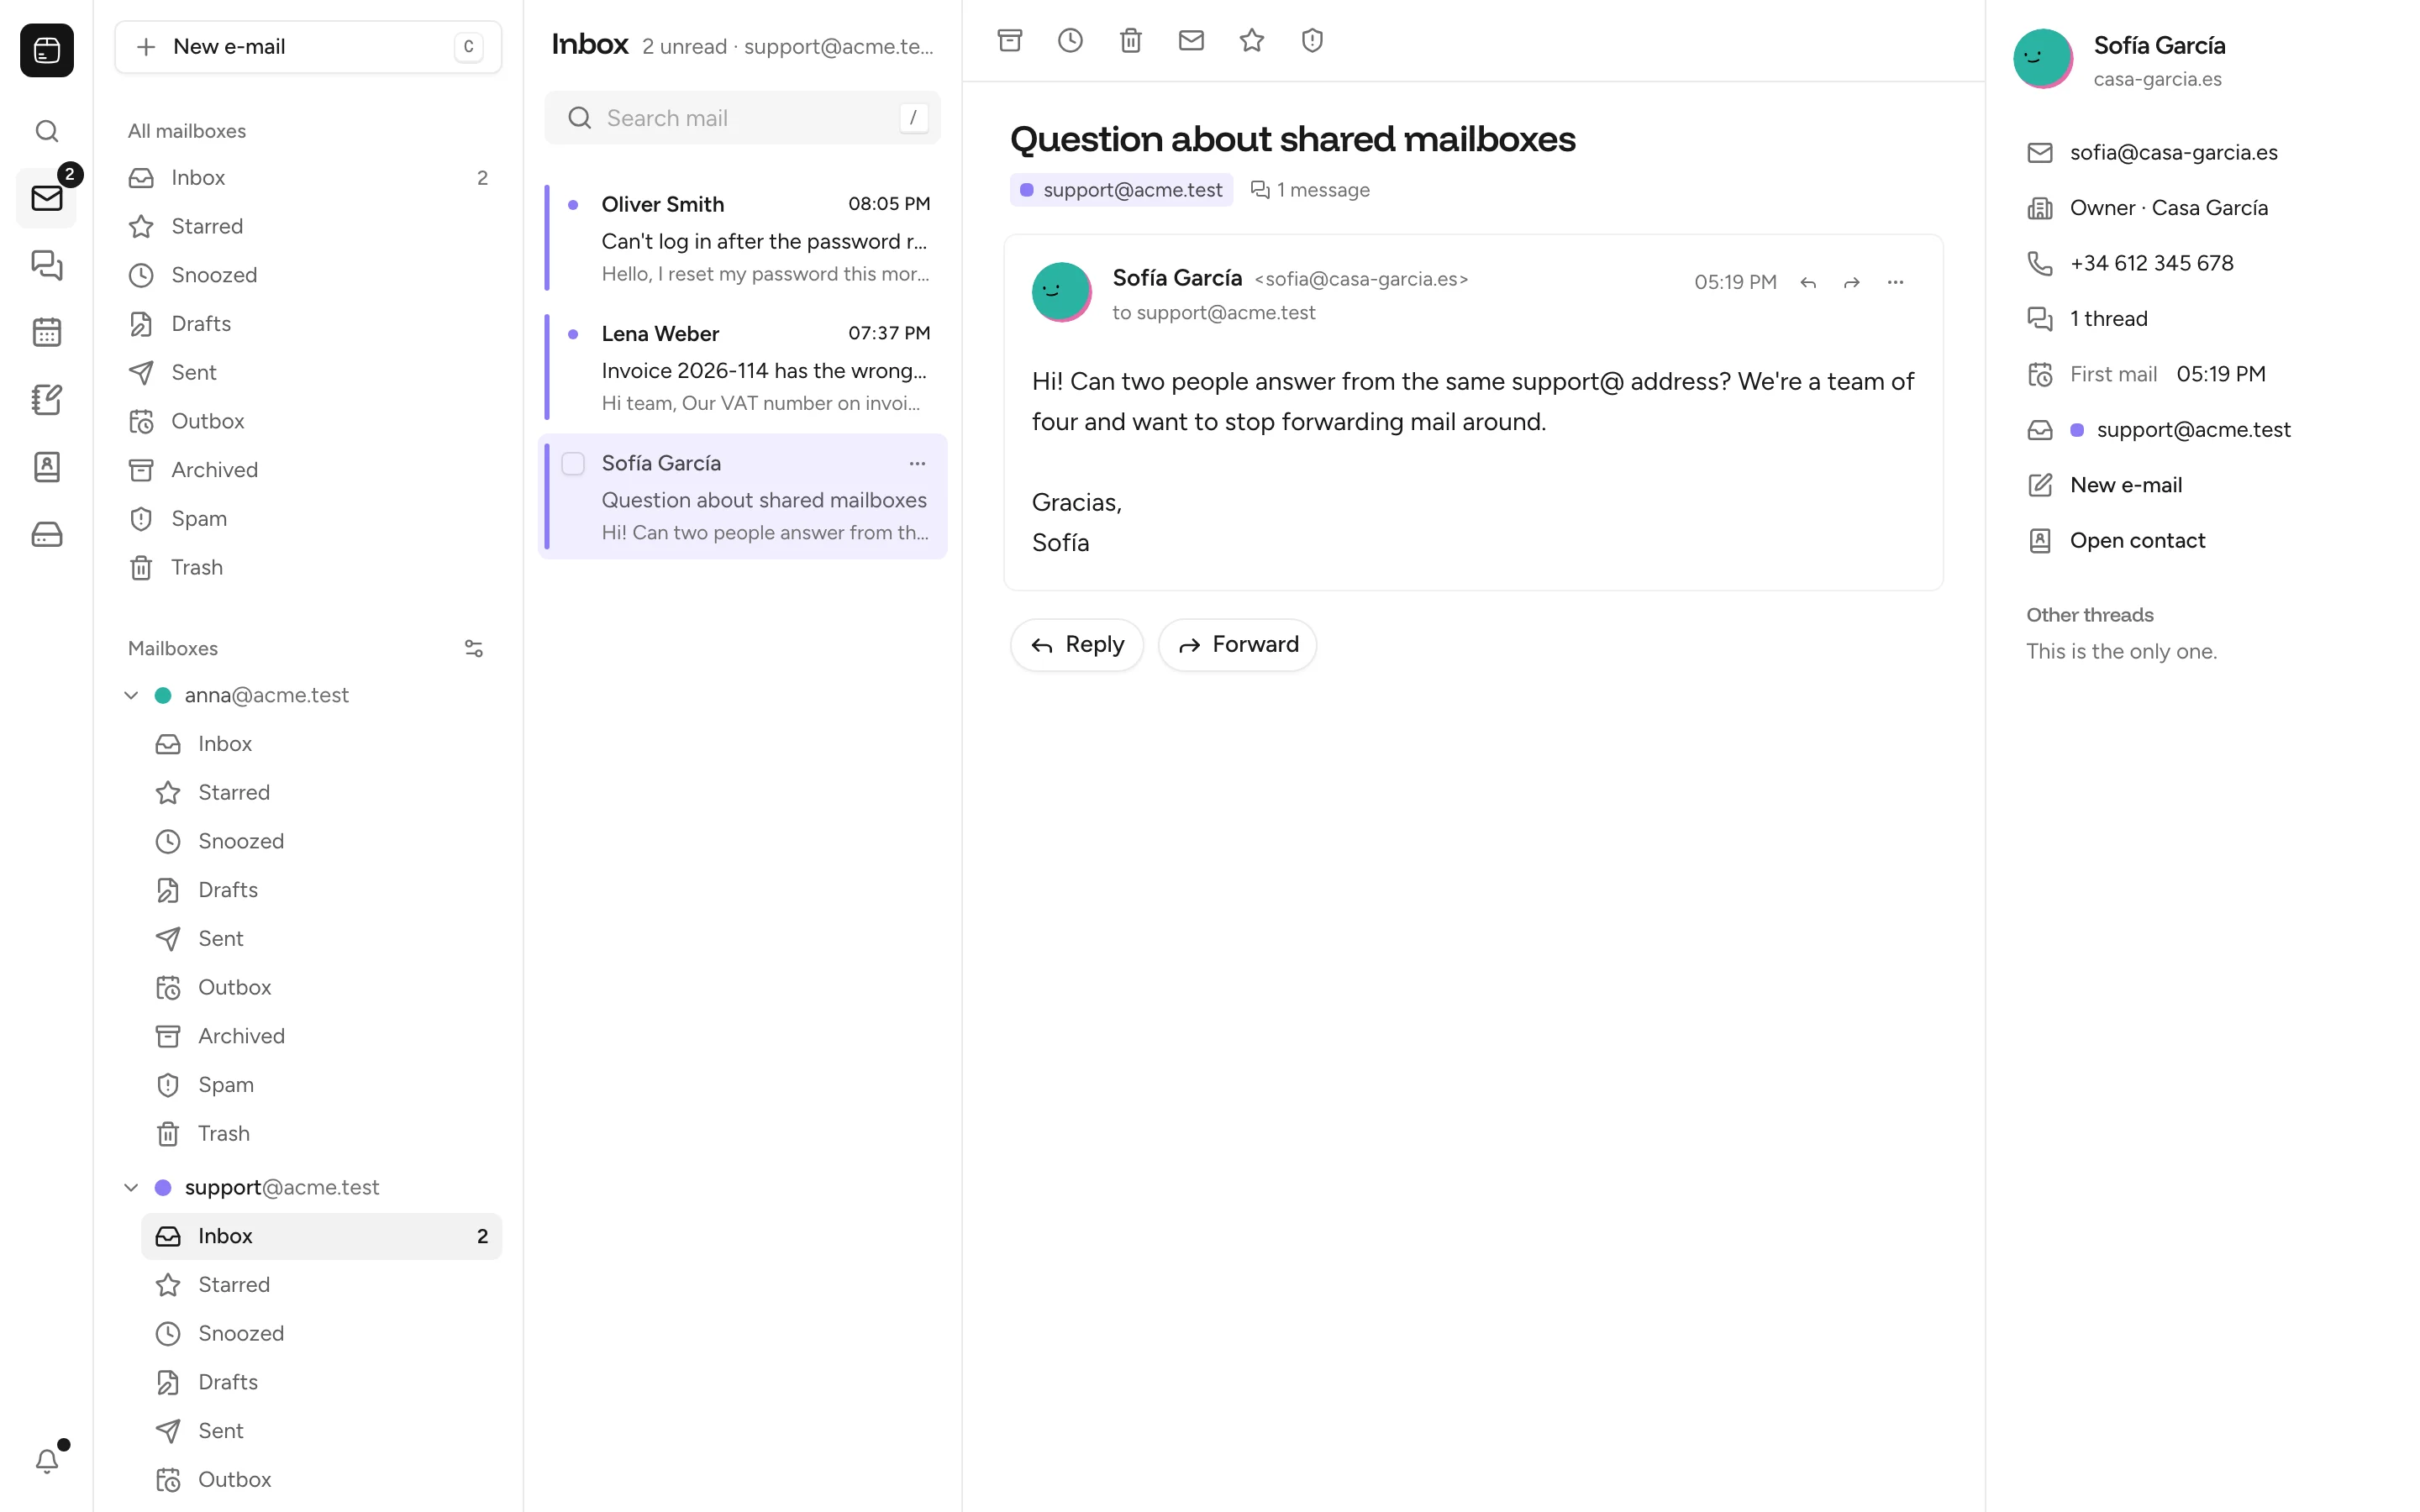 2
New e-mail
C
All mailboxes
Inbox 2
Starred
Snoozed
Drafts
Sent
Outbox
Archived
Spam
Trash
Mailboxes
anna@acme.test
Inbox
Starred
Snoozed
Drafts
Sent
Outbox
Archived
Spam
Trash
support@acme.test
Inbox 2
Starred
Snoozed
Drafts
Sent
Outbox
Inbox 2 unread · support@acme.te...
Search mail /
Oliver Smith 08:05 PM
Can't log in after the password r...
Hello, I reset my password this mor...
Lena Weber 07:37 PM
Invoice 2026-114 has the wrong...
Hi team, Our VAT number on invoi...
Sofía García
Question about shared mailboxes
Hi! Can two people answer from th...
Question about shared mailboxes
support@acme.test 1 message
Sofía García <sofia@casa-garcia.es> 05:19 PM
to support@acme.test
Hi! Can two people answer from the same support@ address? We're a team of
four and want to stop forwarding mail around.
Gracias,
Sofía
Reply Forward
Sofía García
casa-garcia.es
sofia@casa-garcia.es
Owner · Casa García
+34 612 345 678
1 thread
First mail 05:19 PM
support@acme.test
New e-mail
Open contact
Other threads
This is the only one.